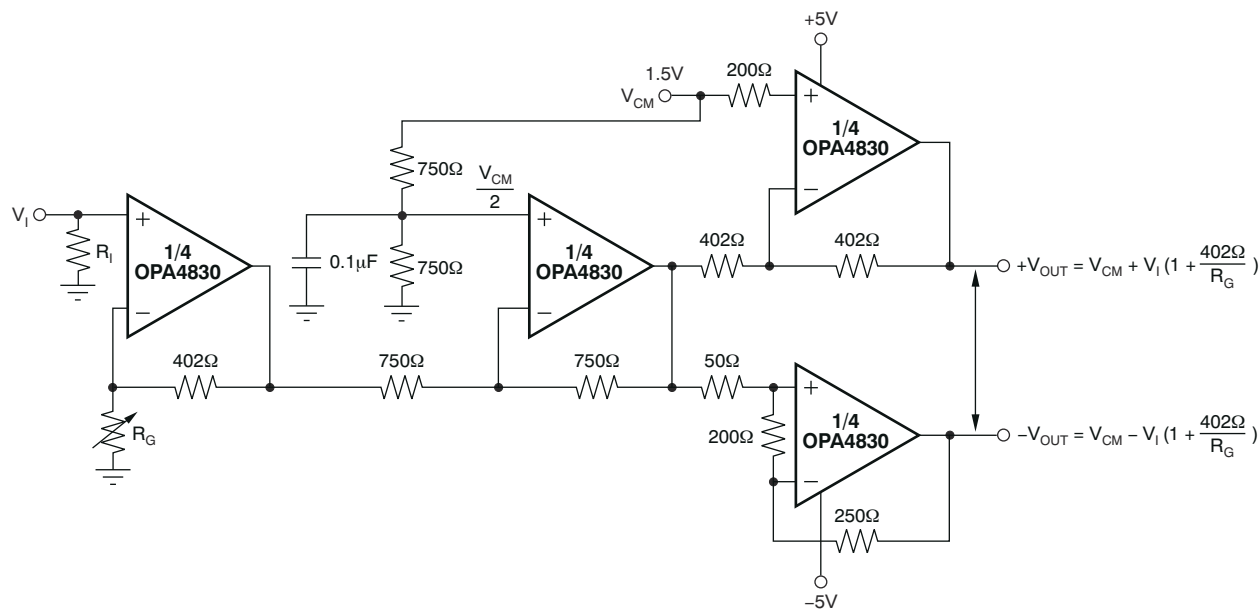 +5V
1.5V
V_CM
200Ω
+
1/4
OPA4830
−
750Ω
V_CM/2
V_I
+
R_I
1/4
OPA4830
−
0.1μF
750Ω
+
1/4
OPA4830
−
402Ω
402Ω
+V_OUT = V_CM + V_I (1 + 402Ω/R_G)
402Ω
750Ω
750Ω
50Ω
R_G
200Ω
+
1/4
OPA4830
−
−V_OUT = V_CM − V_I (1 + 402Ω/R_G)
250Ω
−5V